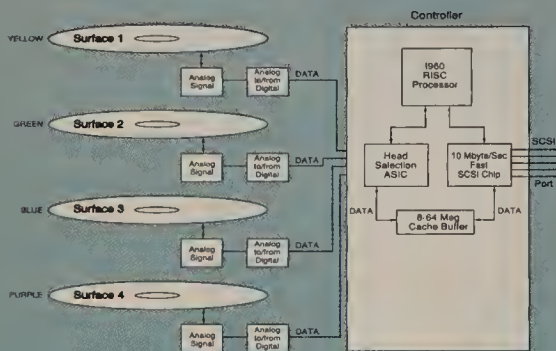 Controller
YELLOW
Surface 1
Analog
Signal
Analog
to/from
Digital
DATA
GREEN
Surface 2
Analog
Signal
Analog
to/from
Digital
DATA
BLUE
Surface 3
Analog
Signal
Analog
to/from
Digital
DATA
PURPLE
Surface 4
Analog
Signal
Analog
to/from
Digital
DATA
I960
RISC
Processor
Head
Selection
ASIC
10 Mbyte/Sec
Fast
SCSI Chip
SCSI
Port
DATA
DATA
8-64 Meg
Cache Buffer